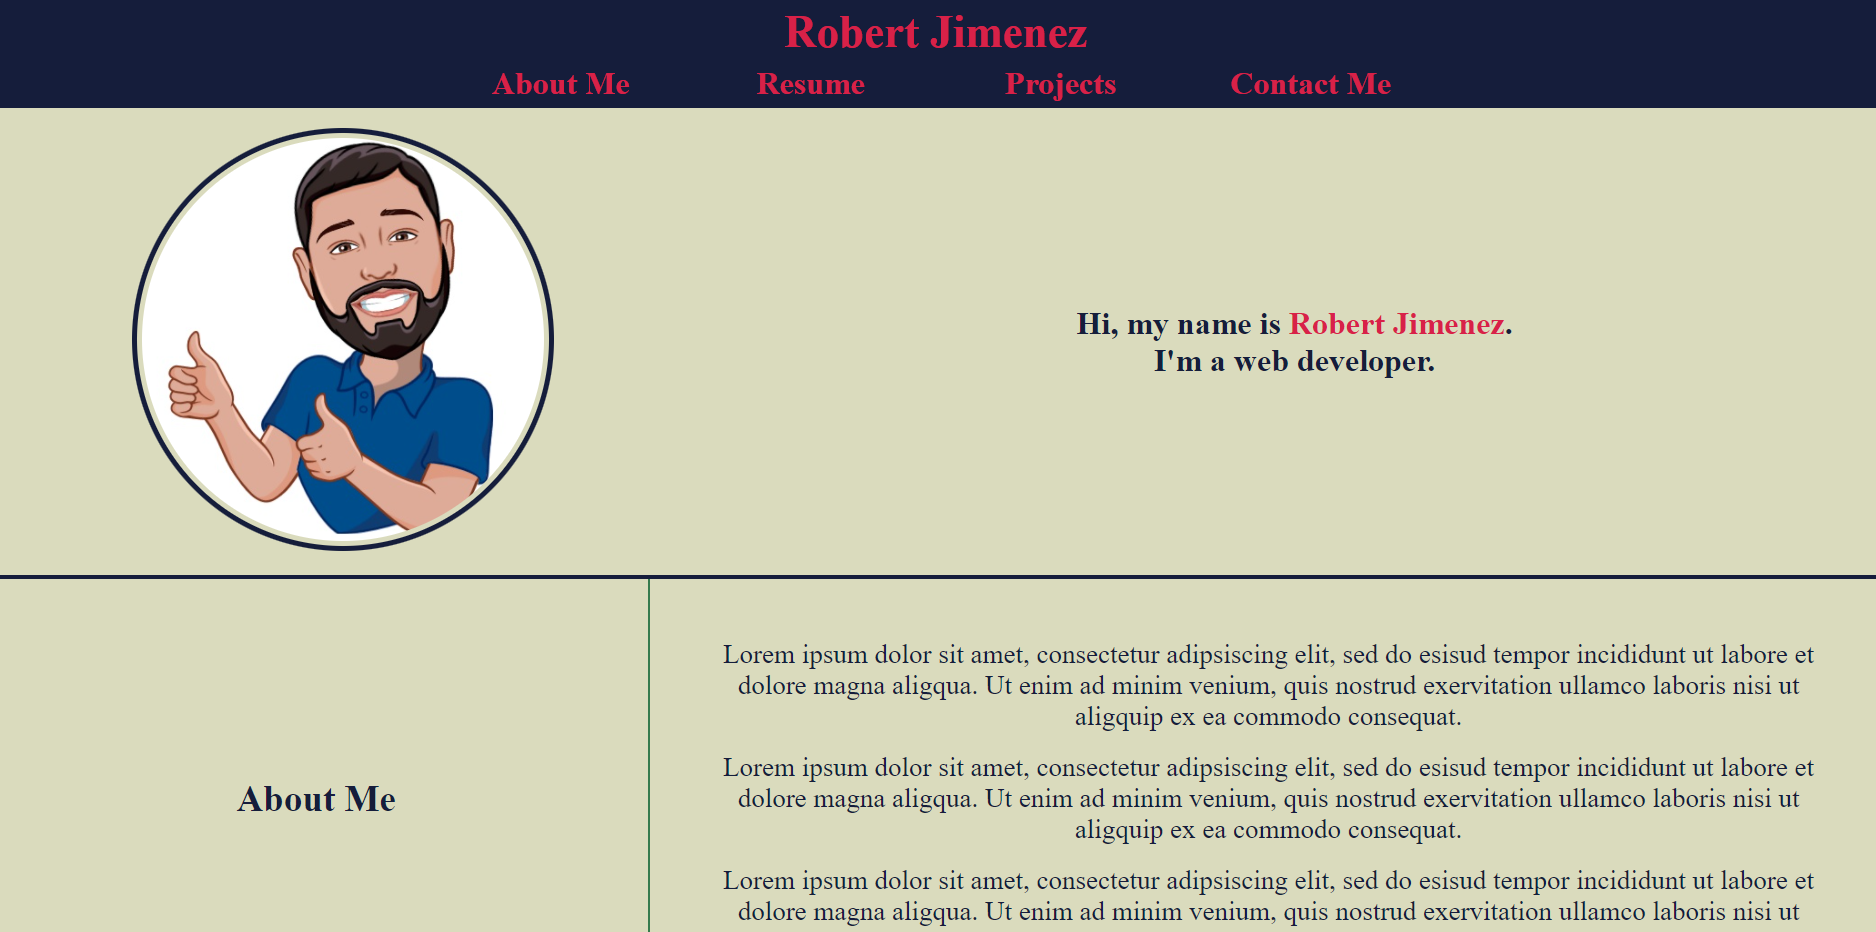 Robert Jimenez
About Me Resume Projects Contact Me
Hi, my name is Robert Jimenez.
I'm a web developer.
About Me
Lorem ipsum dolor sit amet, consectetur adipsiscing elit, sed do esisud tempor incididunt ut labore et
dolore magna aligqua. Ut enim ad minim venium, quis nostrud exervitation ullamco laboris nisi ut
aligquip ex ea commodo consequat.
Lorem ipsum dolor sit amet, consectetur adipsiscing elit, sed do esisud tempor incididunt ut labore et
dolore magna aligqua. Ut enim ad minim venium, quis nostrud exervitation ullamco laboris nisi ut
aligquip ex ea commodo consequat.
Lorem ipsum dolor sit amet, consectetur adipsiscing elit, sed do esisud tempor incididunt ut labore et
dolore magna aligqua. Ut enim ad minim venium, quis nostrud exervitation ullamco laboris nisi ut